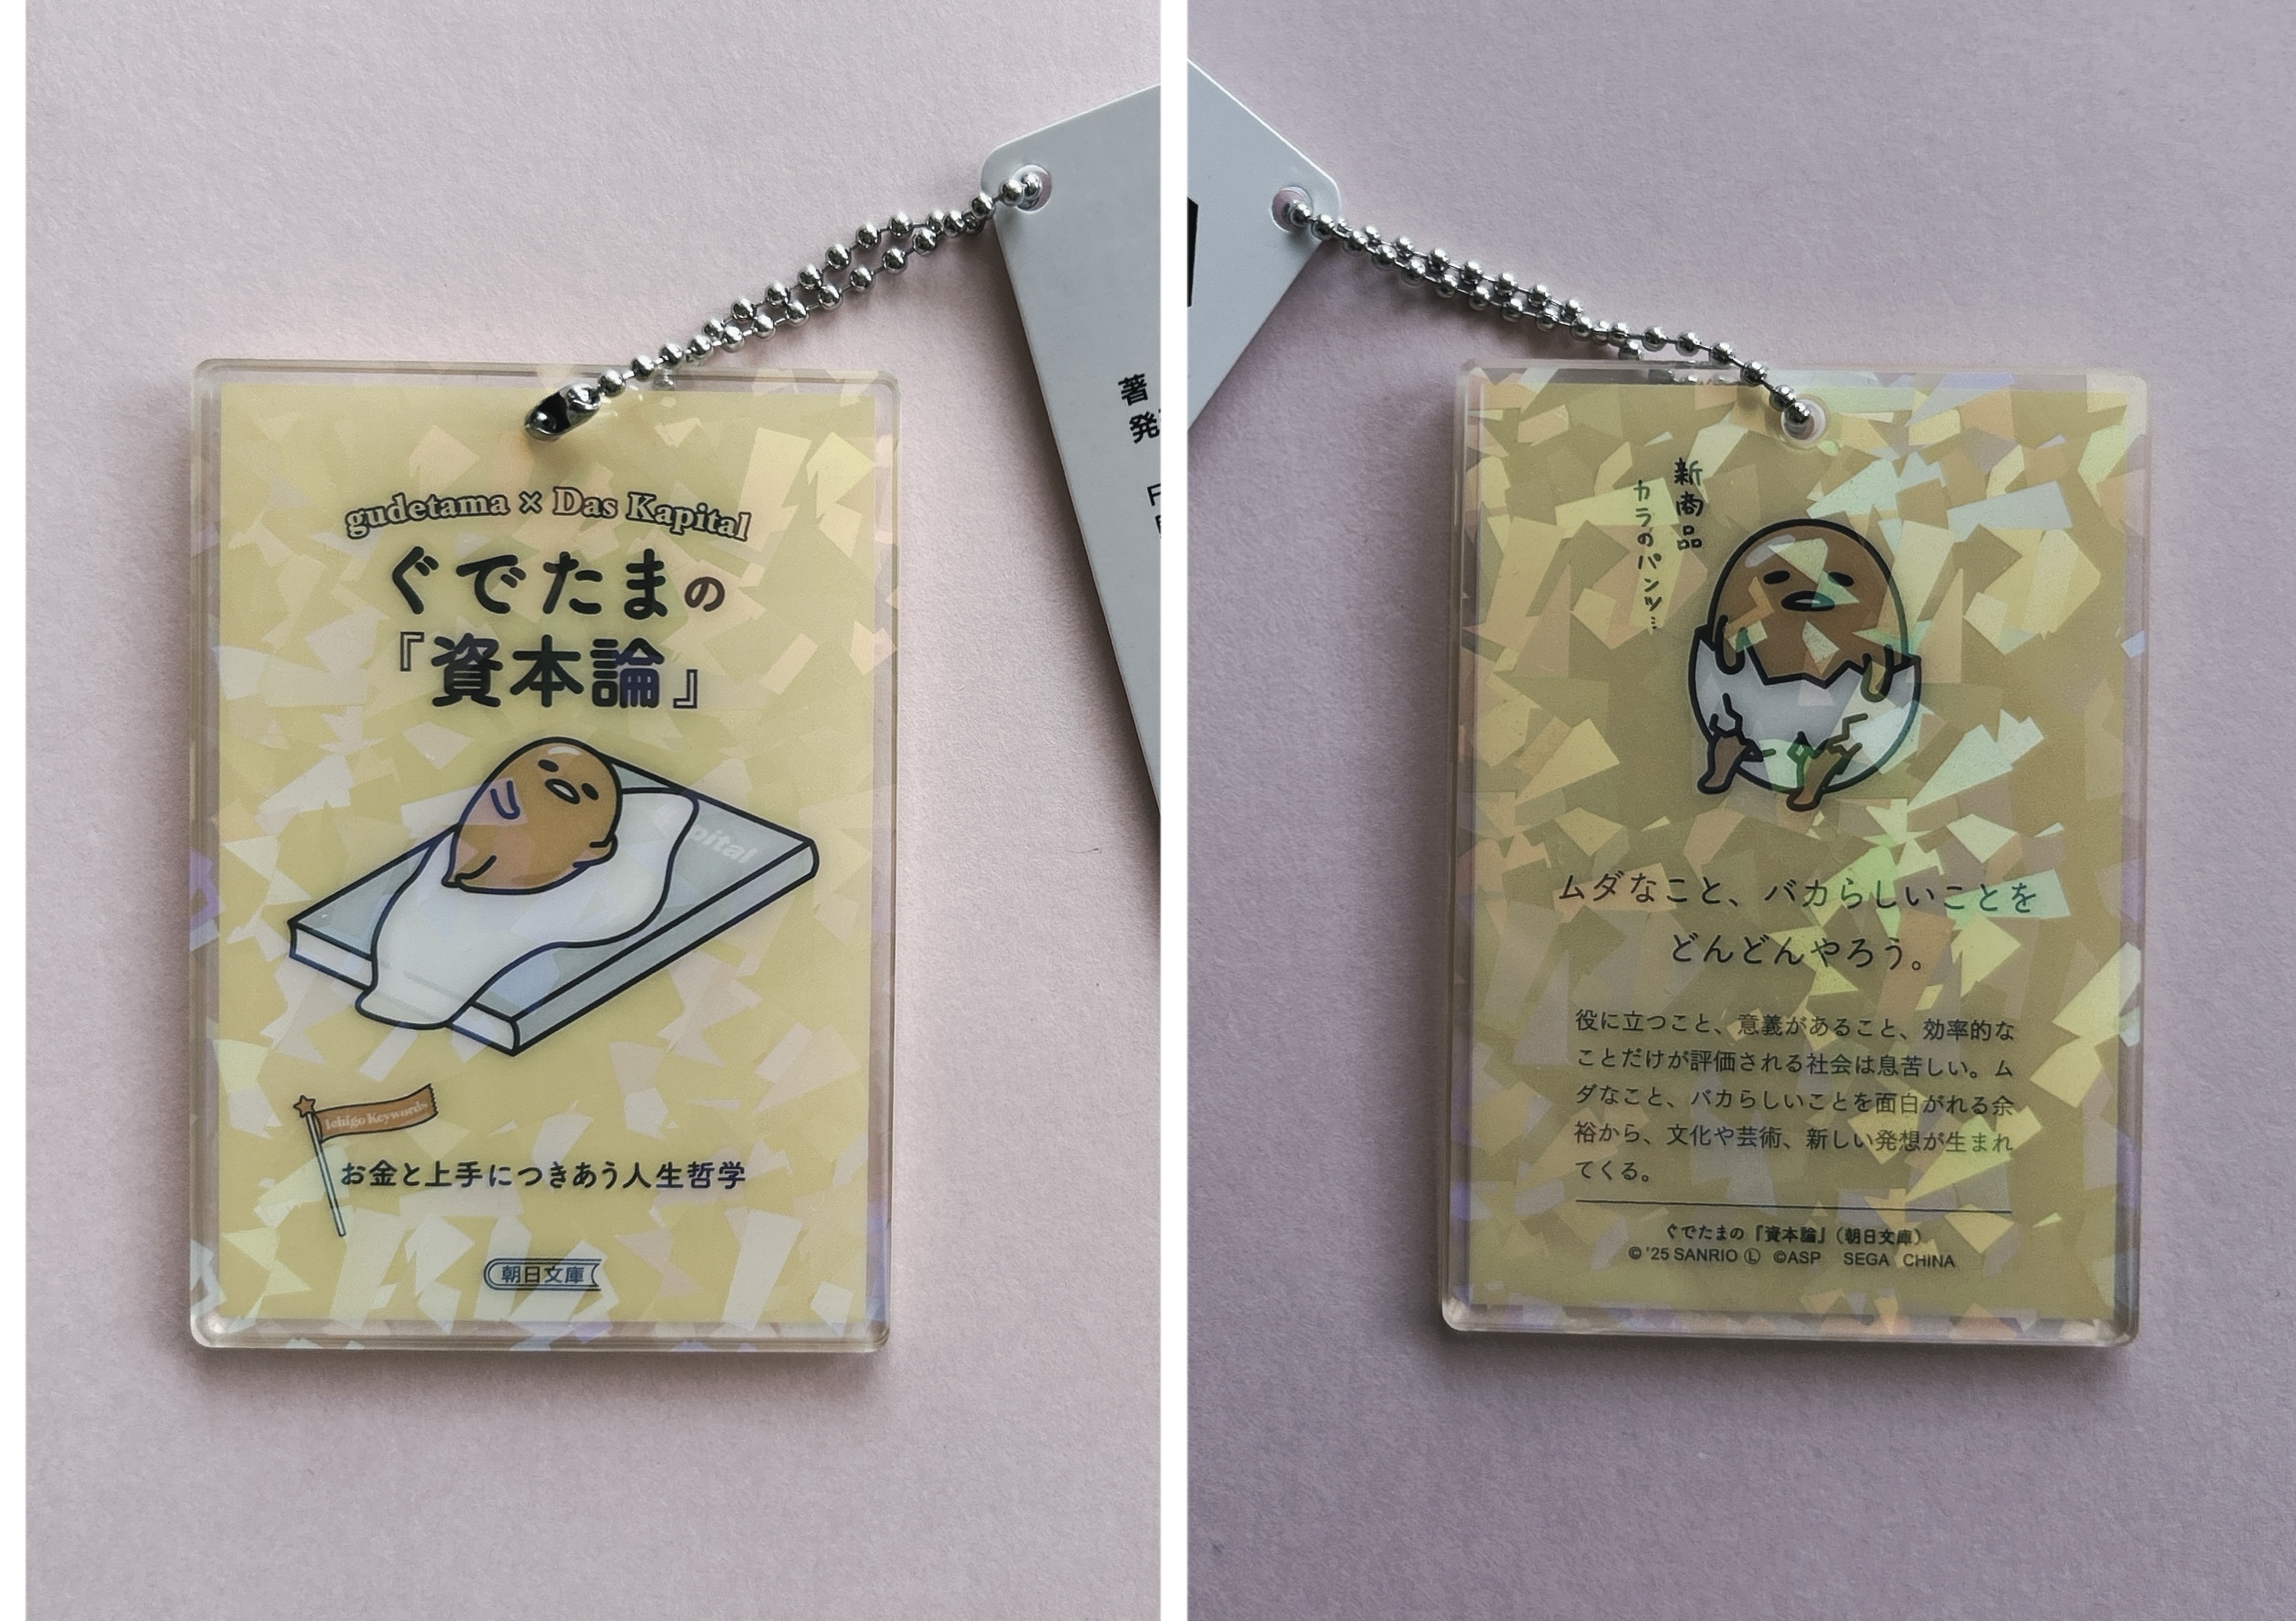 gudetama × Das Kapital
ぐでたまの
『資本論』
pital
Ichigo Keywords
お金と上手につきあう人生哲学
朝日文庫
著
発
新商品
カラのパンツ…
ムダなこと、バカらしいことを
どんどんやろう。
役に立つこと、意義があること、効率的な
ことだけが評価される社会は息苦しい。ム
ダなこと、バカらしいことを面白がれる余
裕から、文化や芸術、新しい発想が生まれ
てくる。
ぐでたまの『資本論』（朝日文庫）
© '25 SANRIO Ⓛ ©ASP SEGA CHINA